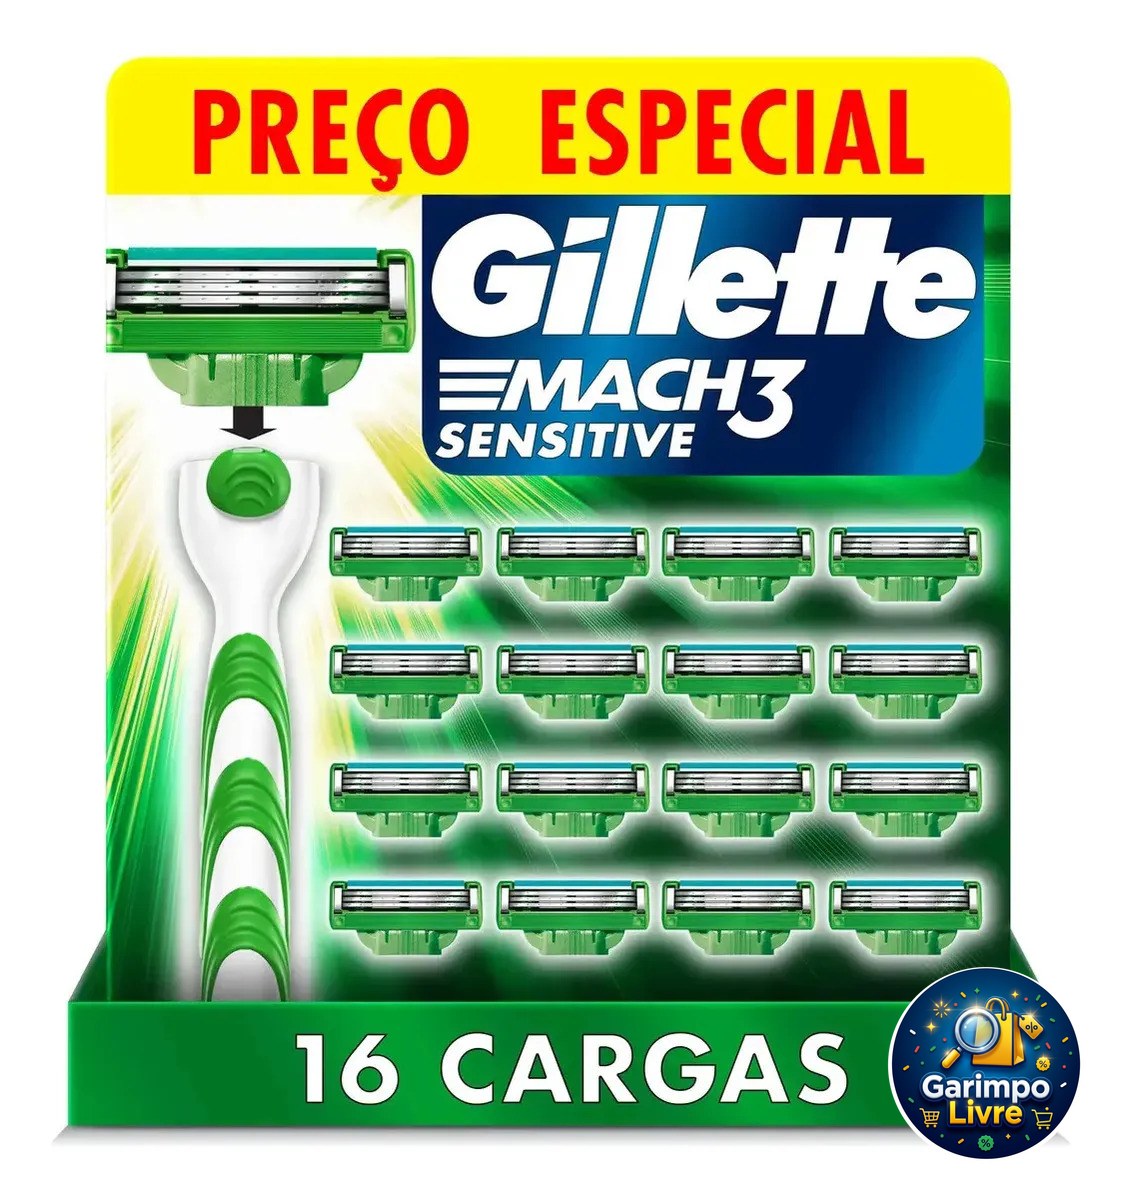 PREÇO ESPECIAL
Gillette
MACH3
SENSITIVE
16 CARGAS
Garimpo
Livre